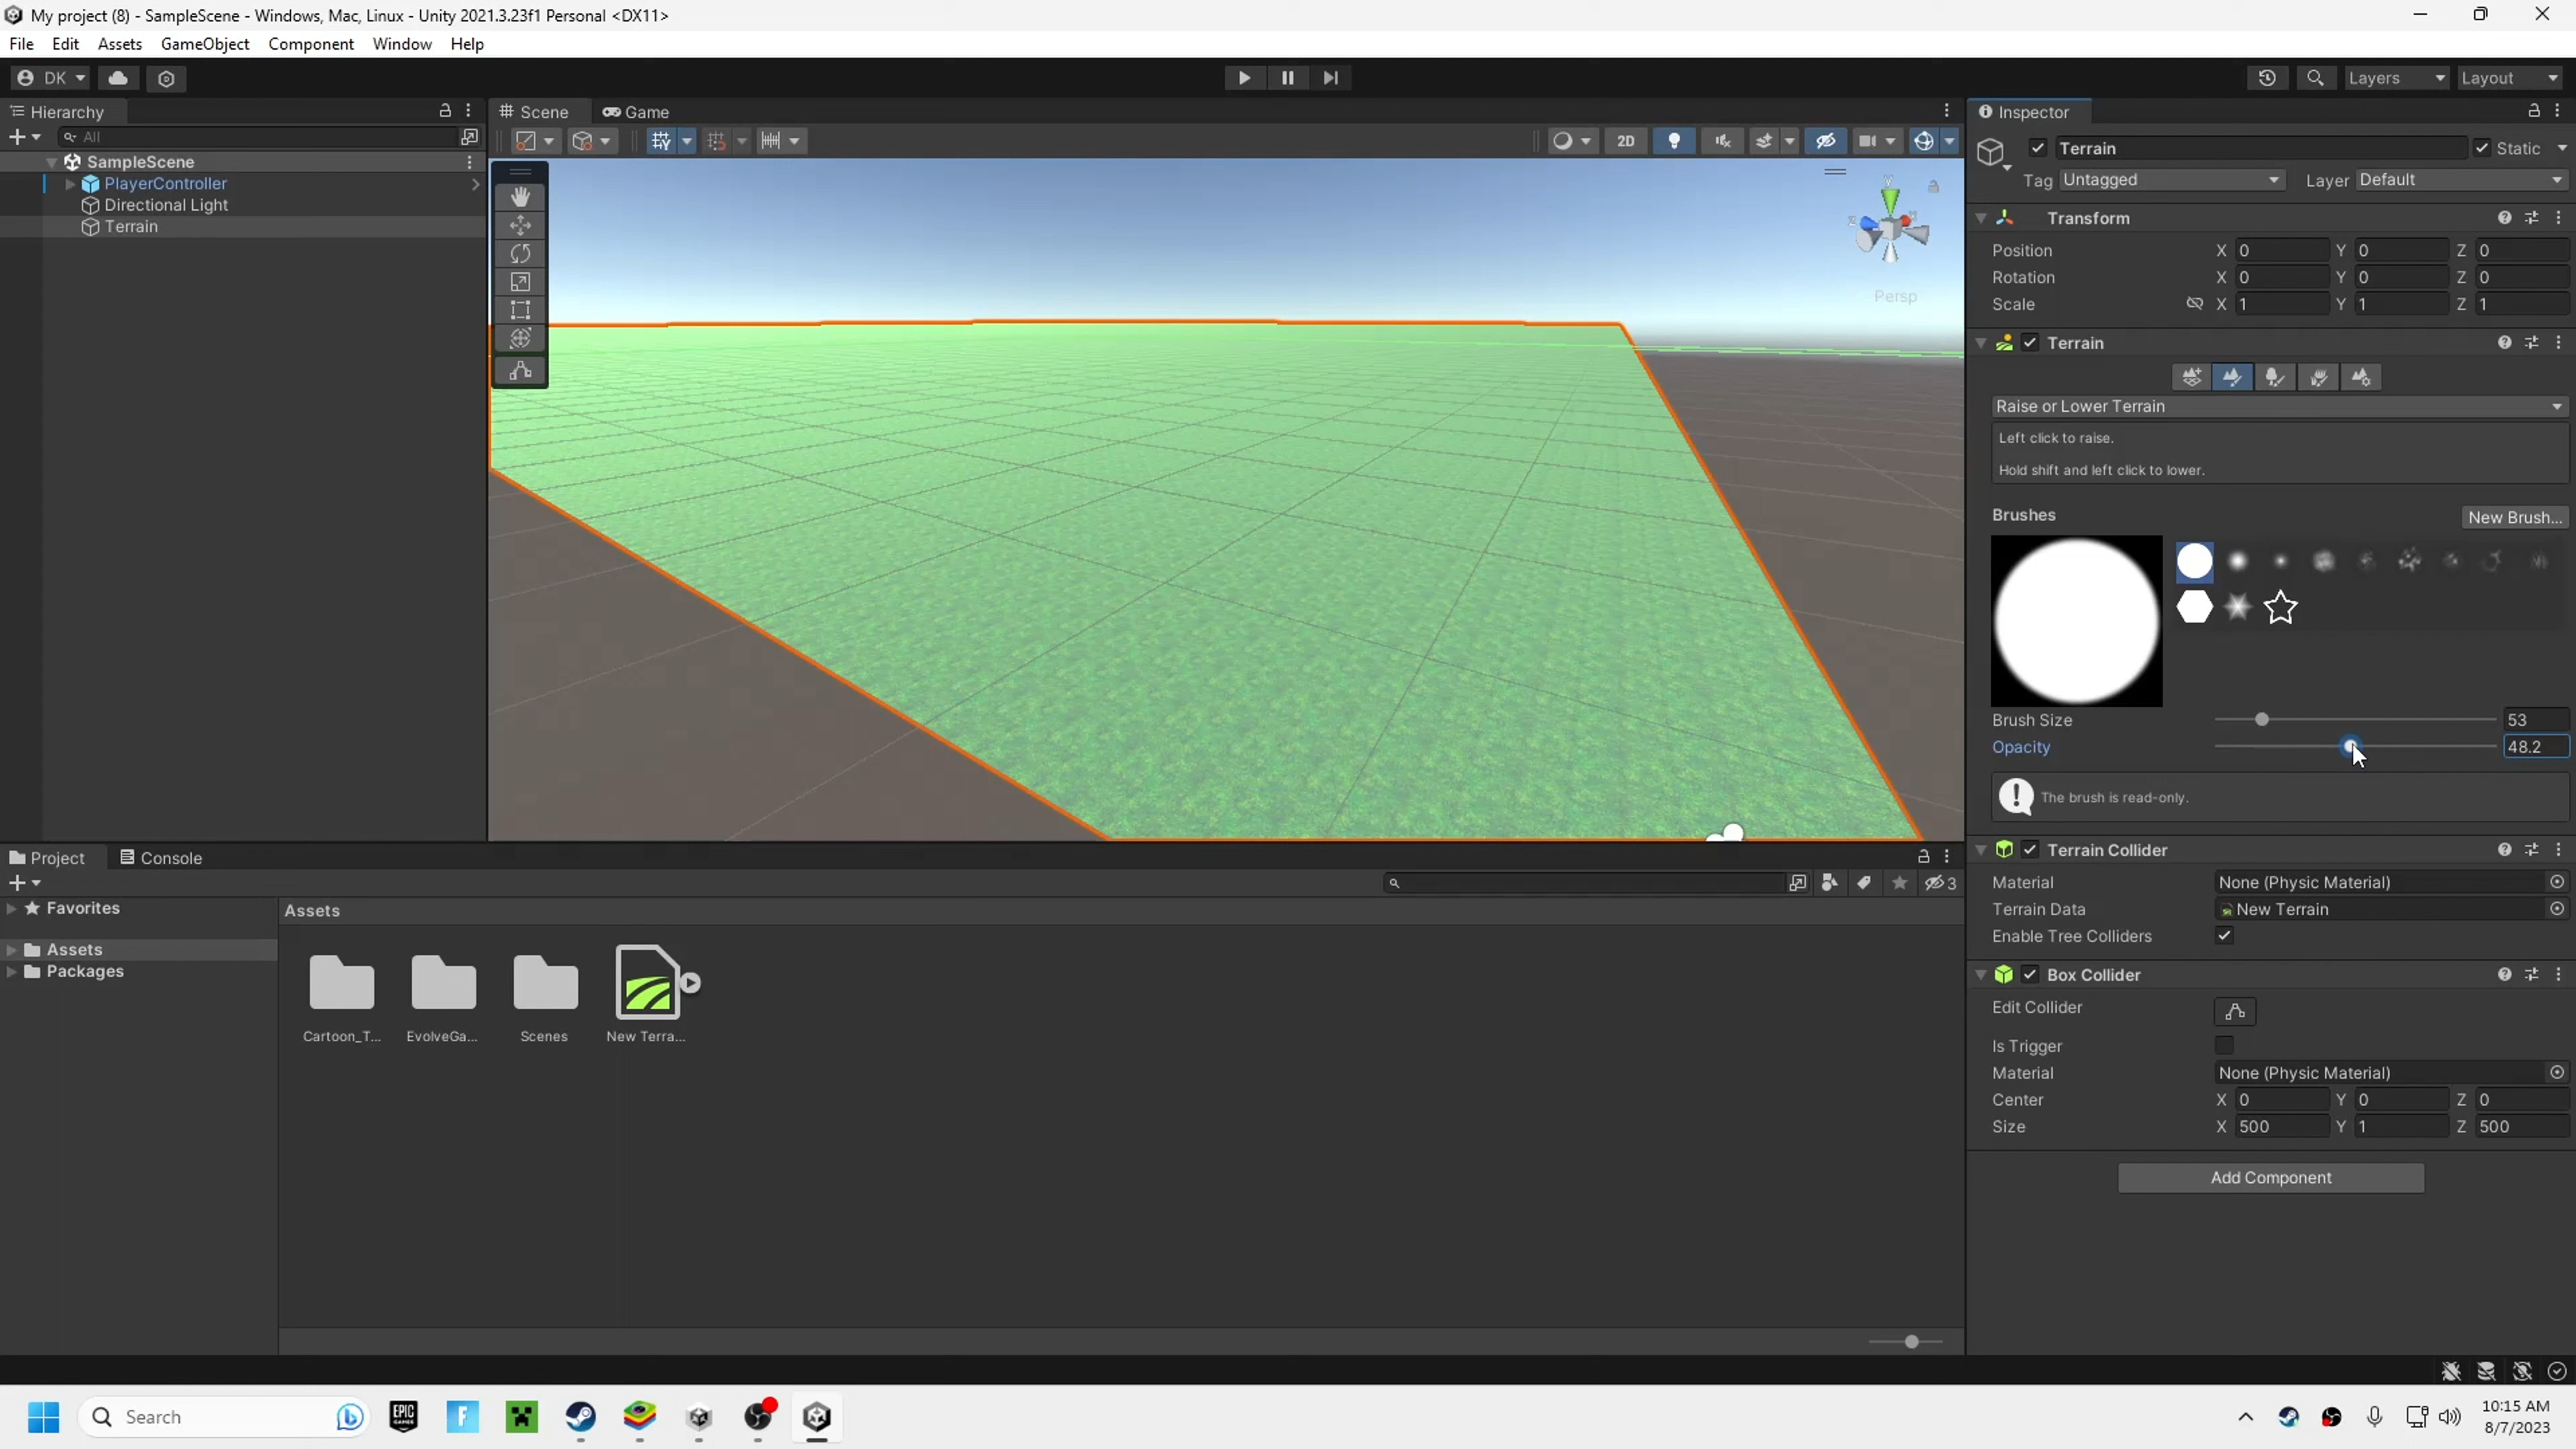 My project (8) - SampleScene - Windows, Mac, Linux - Unity 2021.3.23f1 Personal <DX11>
File Edit Assets GameObject Component Window Help
DK Layers Layout
Hierarchy
All
SampleScene
PlayerController
Directional Light
Terrain
Scene Game
2D
Persp
Inspector
Terrain Static
Tag Untagged Layer Default
Transform
Position X 0 Y 0 Z 0
Rotation X 0 Y 0 Z 0
Scale X 1 Y 1 Z 1
Terrain
Raise or Lower Terrain
Left click to raise.
Hold shift and left click to lower.
Brushes New Brush...
Brush Size 53
Opacity 48.2
The brush is read-only.
Terrain Collider
Material None (Physic Material)
Terrain Data New Terrain
Enable Tree Colliders
Box Collider
Edit Collider
Is Trigger
Material None (Physic Material)
Center X 0 Y 0 Z 0
Size X 500 Y 1 Z 500
Add Component
Project Console
3
Favorites
Assets
Packages
Assets
Cartoon_T... EvolveGa... Scenes New Terra...
Search
EPIC GAMES
F
10:15 AM
8/7/2023